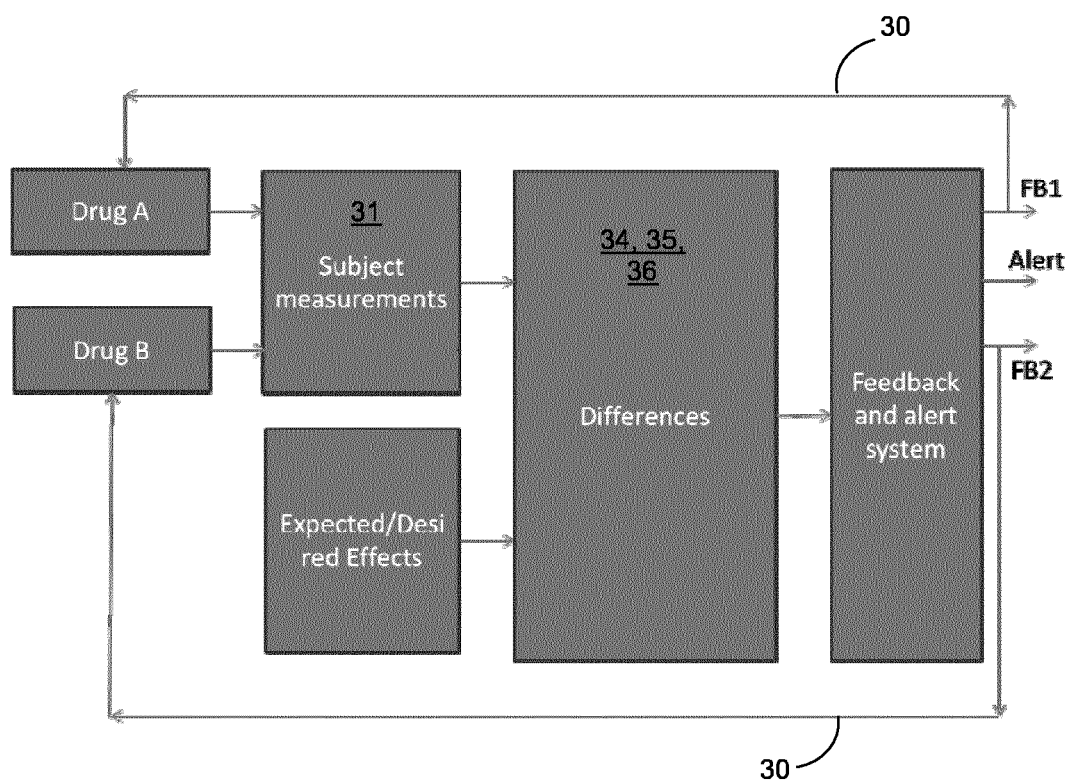 30
Drug A
31
Subject
measurements
34, 35,
36
FB1
Alert
FB2
Drug B
Differences
Feedback
and alert
system
Expected/Desi
red Effects
30